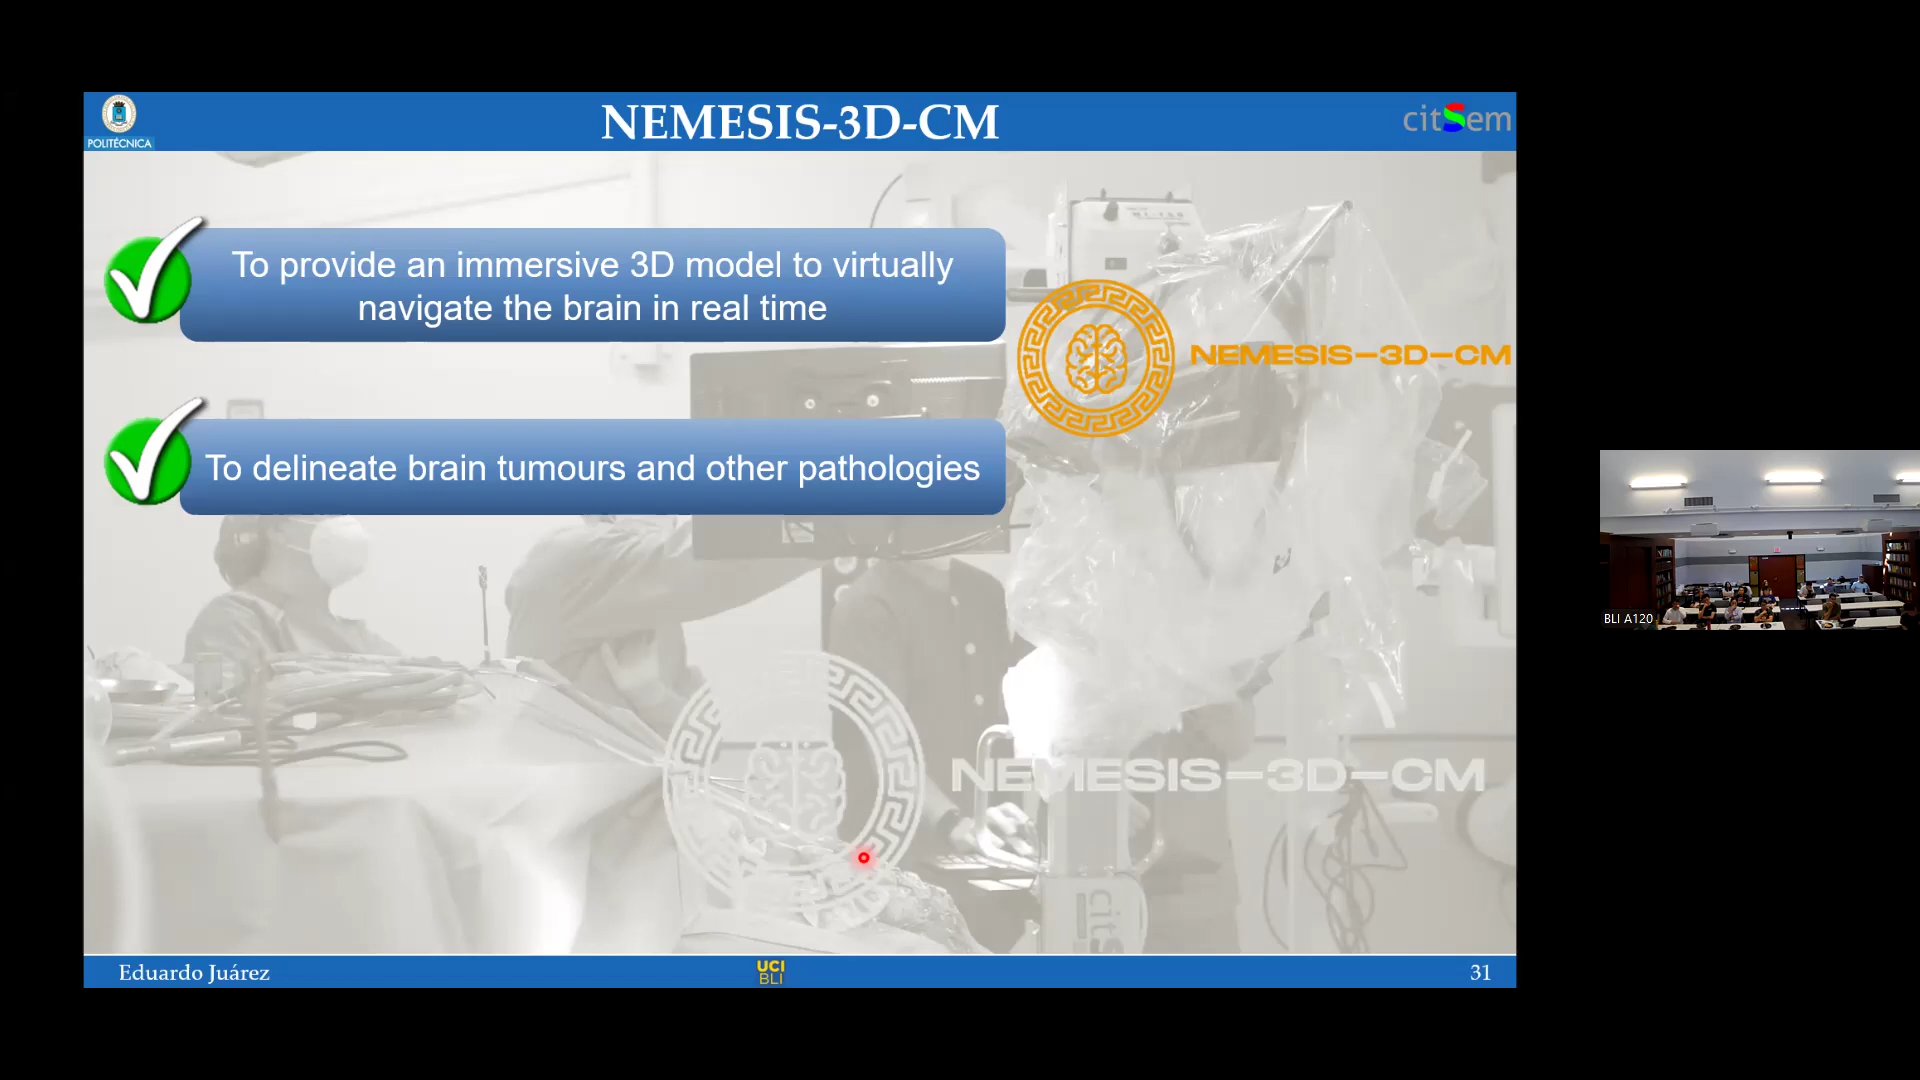 NEMESIS-3D-CM
POLITÉCNICA
citSem
To provide an immersive 3D model to virtually
navigate the brain in real time
NEMESIS-3D-CM
To delineate brain tumours and other pathologies
NEMESIS-3D-CM
citS
BLI A120
Eduardo Juárez
UCI
BLI
31